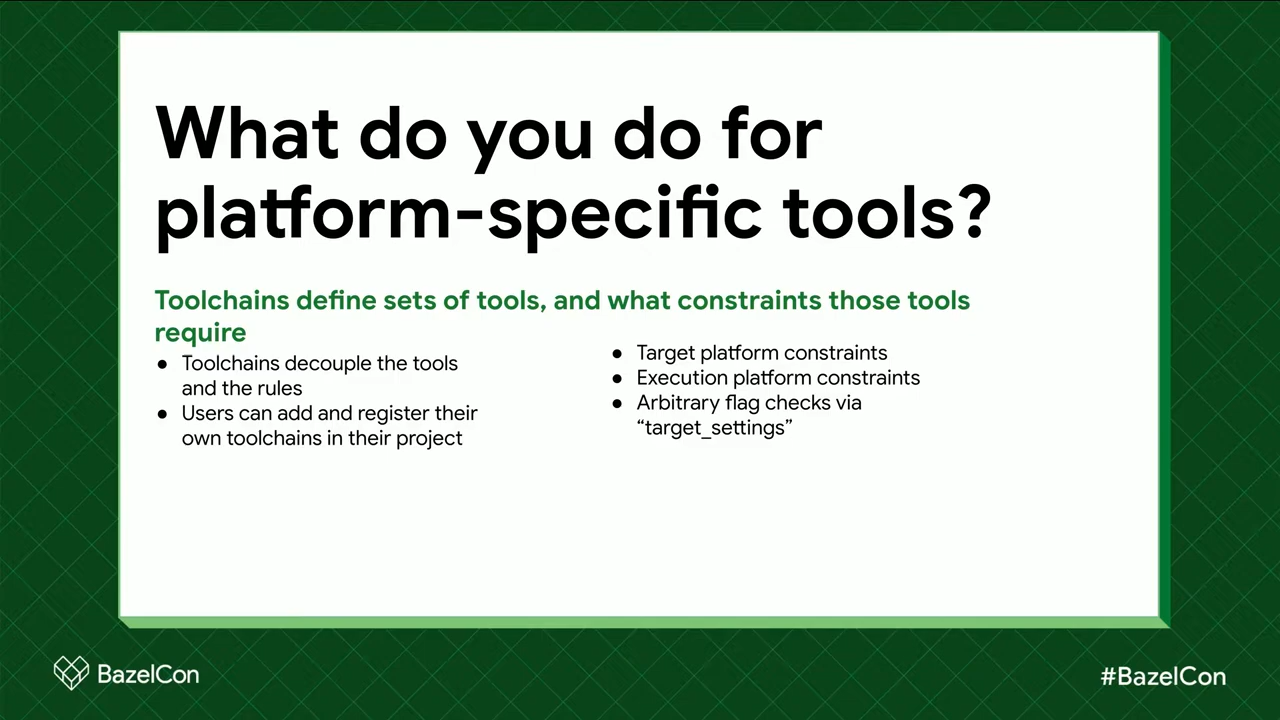 What do you do for
platform-specific tools?
Toolchains define sets of tools, and what constraints those tools
require
● Toolchains decouple the tools
and the rules
● Users can add and register their
own toolchains in their project
● Target platform constraints
● Execution platform constraints
● Arbitrary flag checks via
“target_settings”
BazelCon
#BazelCon